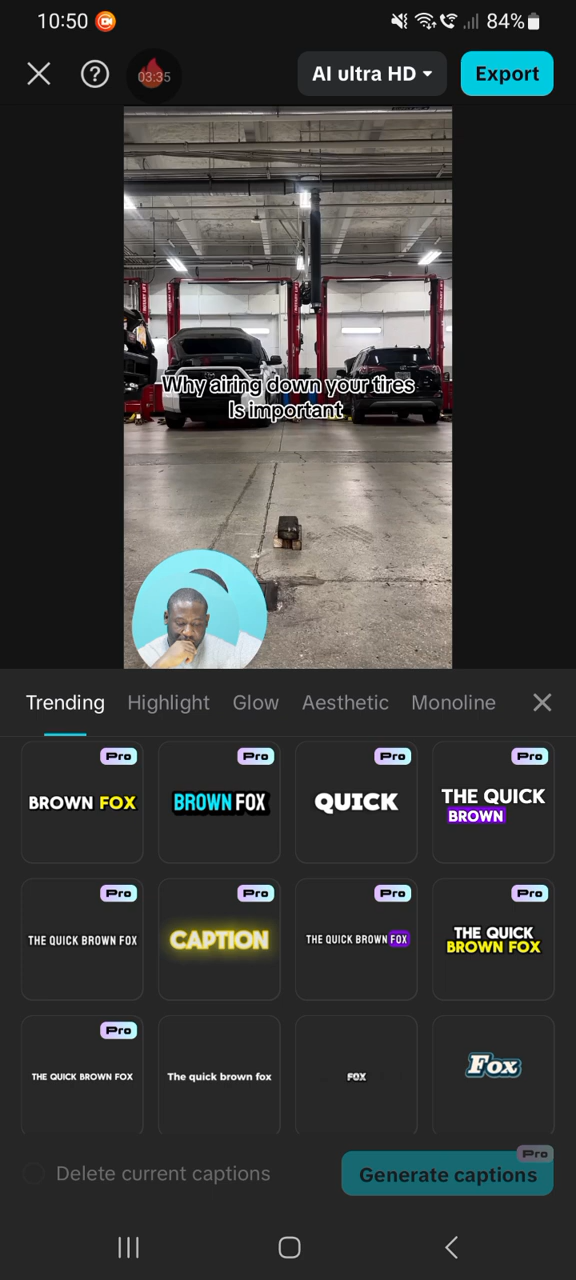 10:50
84%
03:35
AI ultra HD
Export
Why airing down your tires
Is important
Trending Highlight Glow Aesthetic Monoline
Pro Pro Pro Pro
BROWN FOX
BROWN FOX
QUICK
THE QUICK
BROWN
Pro Pro Pro Pro
THE QUICK BROWN FOX
CAPTION
THE QUICK BROWN FOX
THE QUICK
BROWN FOX
Pro
THE QUICK BROWN FOX
The quick brown fox
FOX
Fox
Delete current captions
Pro
Generate captions